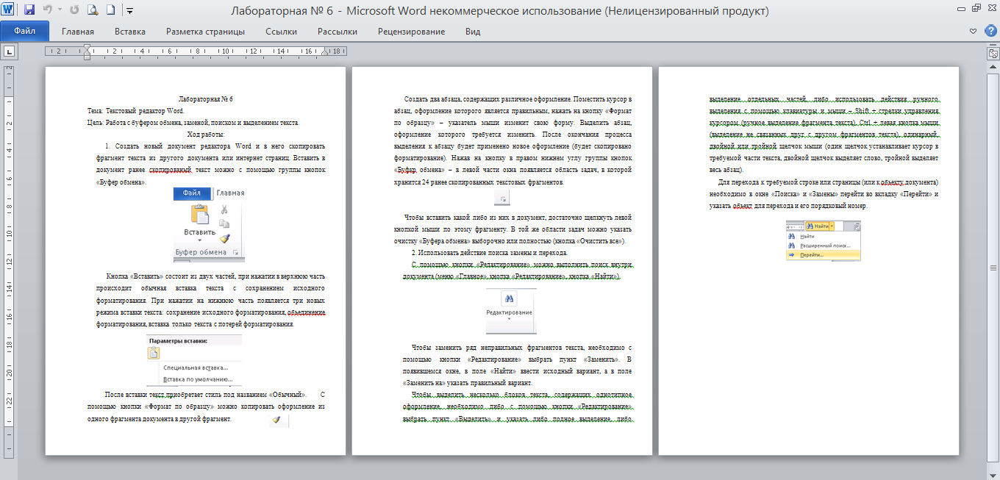 Лабораторная № 6 - Microsoft Word некоммерческое использование (Нелицензированный продукт)
Файл Главная Вставка Разметка страницы Ссылки Рассылки Рецензирование Вид
2 2 4 6 8 10 12 14 16 18
Лабораторная № 6
Тема: Текстовый редактор Word.
Цель: Работа с буфером обмена, заменой, поиском и выделением текста.
Ход работы:
1. Создать новый документ редактора Word и в него скопировать
фрагмент текста из другого документа или интернет страниц. Вставить в
документ ранее скопированый текст можно с помощью группы кнопок
«Буфер обмена».
Файл Главная
Вставить
Буфер обмена
Кнопка «Вставить» состоит из двух частей, при нажатии в верхнюю часть
происходит обычная вставка текста с сохранением исходного
форматирования. При нажатии на нижнюю часть появляется три новых
режима вставки текста: сохранение исходного форматирования, объединение
форматирования, вставка только текста с потерей форматирования.
Параметры вставки:
Специальная вставка...
Вставка по умолчанию...
После вставки текст приобретает стиль под названием «Обычный». С
помощью кнопки «Формат по образцу» можно копировать оформление из
одного фрагмента документа в другой фрагмент.
Создать два абзаца, содержащих различное оформление. Поместить курсор в
абзац, оформление которого является правильным, нажать на кнопку «Формат
по образцу» – указатель мыши изменит свою форму. Выделить абзац,
оформление которого требуется изменить. После окончания процесса
выделения к абзацу будет применено новое оформление (будет скопировано
форматирование). Нажав на кнопку в правом нижнем углу группы кнопок
«Буфкр обмена» – в левой части окна появляется область задач, в которой
хранится 24 ранее скопированных текстовых фрагментов.
Чтобы вставить какой либо из них в документ, достаточно щелкнуть левой
кнопкой мыши по этому фрагменту. В той же области задач можно указать
очистку «Буфера обмена» выборочно или полностью (кнопка «Очистить все»).
2. Использовать действие поиска замены и перехода.
С помощью кнопки «Редактирование» можно выполнить поиск внутри
документа (меню «Главное», кнопка «Редактирование», кнопка «Найти»).
Редактирование
Чтобы заменить ряд неправильных фрагментов текста, необходимо с
помощью кнопки «Редактирование» выбрать пункт «Заменить». В
появившемся окне, в поле «Найти» ввести исходный вариант, а в поле
«Заменить на» указать правильный вариант.
Чтобы выделить несколько блоков текста, содержащих однотипное
оформление, необходимо либо с помощью кнопки «Редактирование»
выбрать пункт «Выделить» и указать либо полное выделение, либо
выделение отдельных частей, либо использовать действия ручного
выделения с помощью клавиатуры и мыши – Shift + стрелки управления
курсором (ручное выделение фрагмента текста), Ctrl + левая кнопка мыши
(выделение не связанных друг с другом фрагментов текста), одинарный,
двойной или тройной щелчок мыши (один щелчок устанавливает курсор в
требуемой части текста, двойной щелчок выделяет слово, тройной выделяет
весь абзац).
Для перехода к требуемой строке или страницы (или к объекту документа)
необходимо в окне «Поиска» и «Замены» перейти во вкладку «Перейти» и
указать объект для перехода и его порядковый номер.
Найти
Найти
Расширенный поиск...
Перейти...